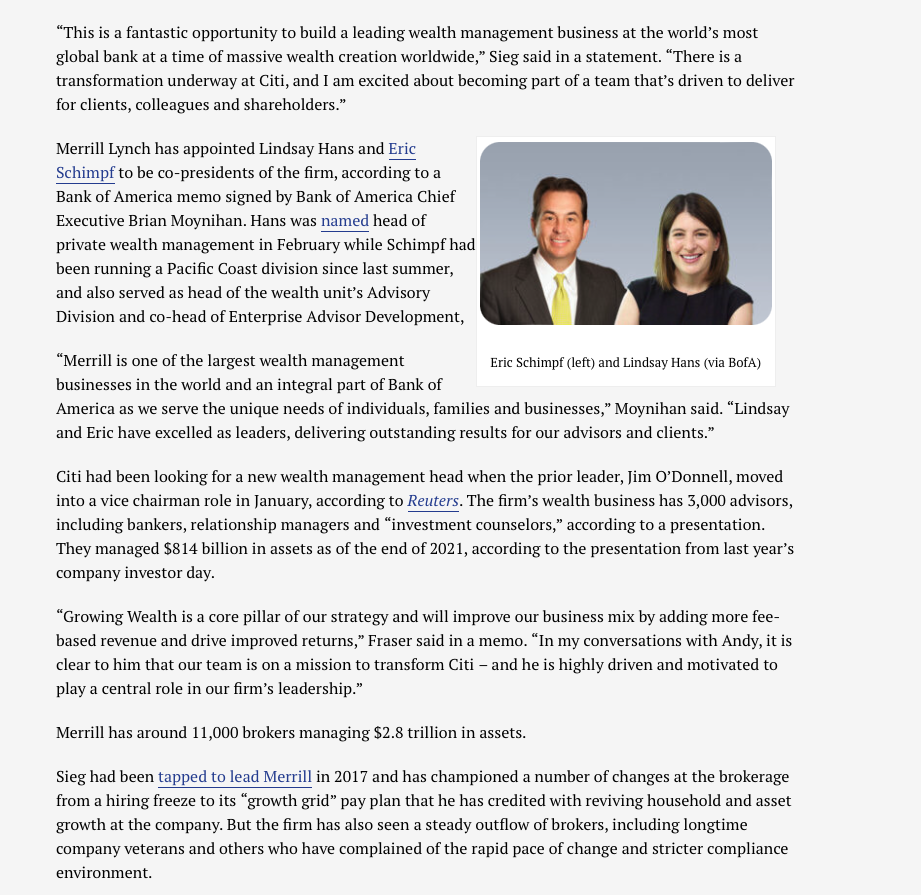 “This is a fantastic opportunity to build a leading wealth management business at the world’s most
global bank at a time of massive wealth creation worldwide,” Sieg said in a statement. “There is a
transformation underway at Citi, and I am excited about becoming part of a team that’s driven to deliver
for clients, colleagues and shareholders.”
Merrill Lynch has appointed Lindsay Hans and Eric
Schimpf to be co-presidents of the firm, according to a
Bank of America memo signed by Bank of America Chief
Executive Brian Moynihan. Hans was named head of
private wealth management in February while Schimpf had
been running a Pacific Coast division since last summer,
and also served as head of the wealth unit’s Advisory
Division and co-head of Enterprise Advisor Development,
Eric Schimpf (left) and Lindsay Hans (via BofA)
“Merrill is one of the largest wealth management
businesses in the world and an integral part of Bank of
America as we serve the unique needs of individuals, families and businesses,” Moynihan said. “Lindsay
and Eric have excelled as leaders, delivering outstanding results for our advisors and clients.”
Citi had been looking for a new wealth management head when the prior leader, Jim O’Donnell, moved
into a vice chairman role in January, according to Reuters. The firm’s wealth business has 3,000 advisors,
including bankers, relationship managers and “investment counselors,” according to a presentation.
They managed $814 billion in assets as of the end of 2021, according to the presentation from last year’s
company investor day.
“Growing Wealth is a core pillar of our strategy and will improve our business mix by adding more fee-
based revenue and drive improved returns,” Fraser said in a memo. “In my conversations with Andy, it is
clear to him that our team is on a mission to transform Citi – and he is highly driven and motivated to
play a central role in our firm’s leadership.”
Merrill has around 11,000 brokers managing $2.8 trillion in assets.
Sieg had been tapped to lead Merrill in 2017 and has championed a number of changes at the brokerage
from a hiring freeze to its “growth grid” pay plan that he has credited with reviving household and asset
growth at the company. But the firm has also seen a steady outflow of brokers, including longtime
company veterans and others who have complained of the rapid pace of change and stricter compliance
environment.